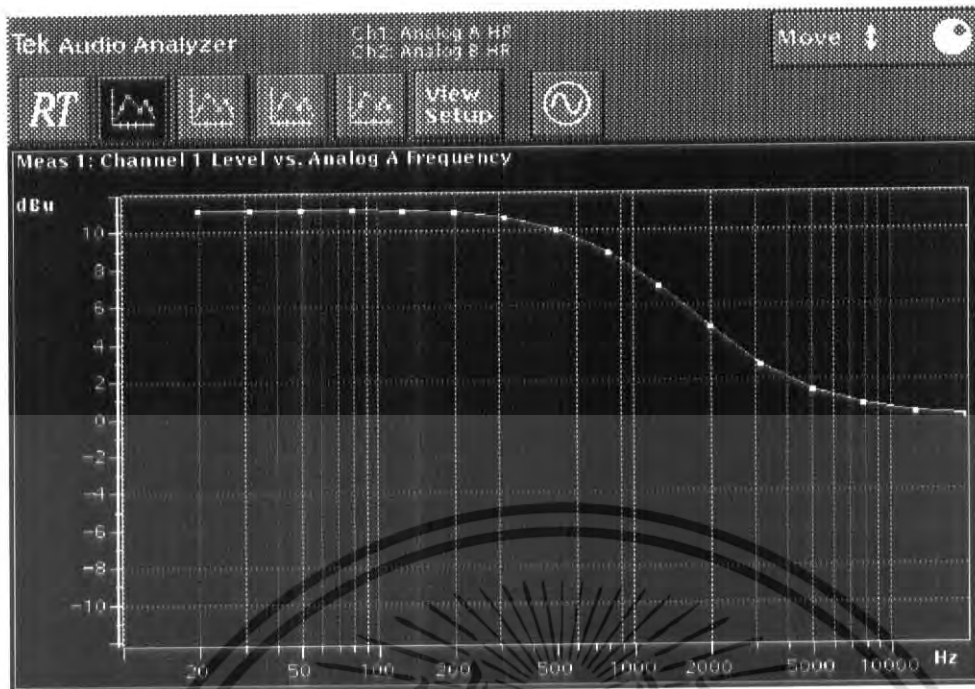 Tek Audio Analyzer
Ch1: Analog A HR
Ch2: Analog B HR
Move
RT
View
Setup
Meas 1: Channel 1 Level vs. Analog A Frequency
dBu
10
8
6
4
2
0
-2
-4
-6
-8
-10
20 50 100 200 500 1000 2000 5000 10000 Hz